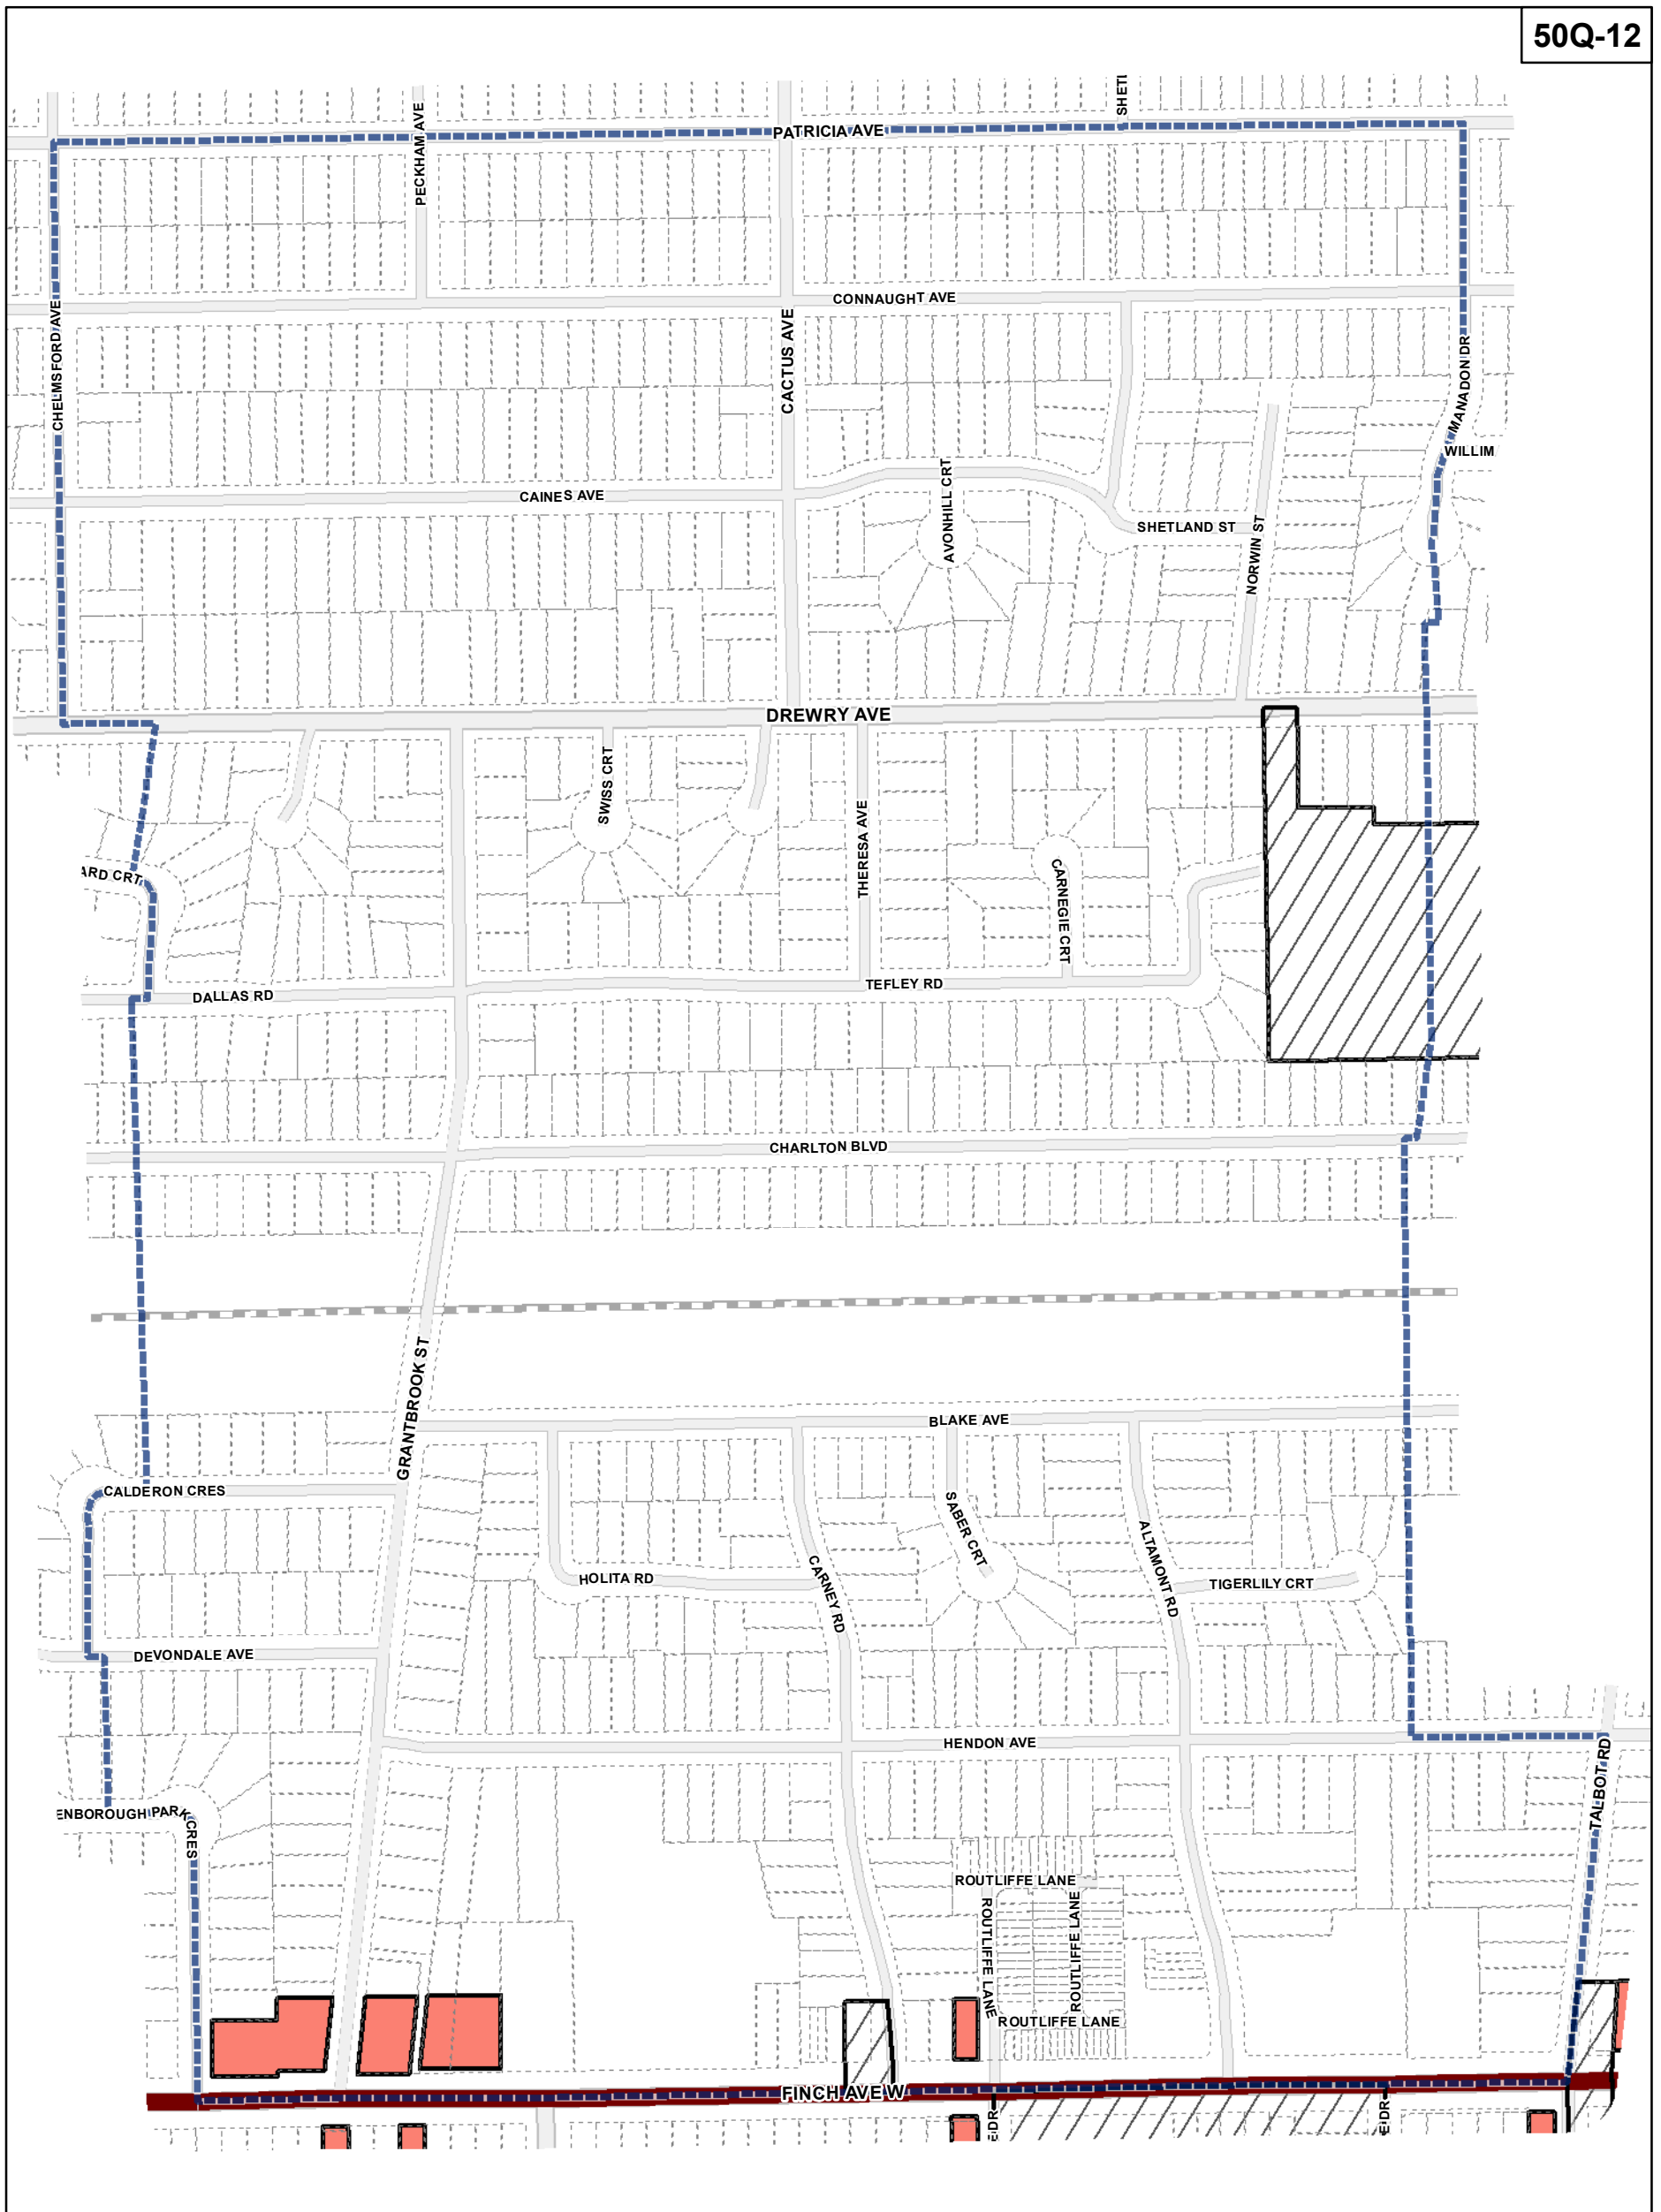 50Q-12
SHETL
PECKHAM AVE
PATRICIA AVE
CONNAUGHT AVE
CHELMSFORD AVE
CACTUS AVE
MANADON DR
WILLIM
CAINES AVE
AVONHILL CRT
SHETLAND ST
NORWIN ST
DREWRY AVE
SWISS CRT
THERESA AVE
CARNEGIE CRT
ARD CRT
DALLAS RD
TEFLEY RD
CHARLTON BLVD
GRANTBROOK ST
BLAKE AVE
CALDERON CRES
SABER CRT
ALTAMONT RD
HOLITA RD
CARNEY RD
TIGERLILY CRT
DEVONDALE AVE
HENDON AVE
TALBOT RD
ENBOROUGH PARK CRES
ROUTLIFFE LANE
ROUTLIFFE LANE
ROUTLIFFE LANE
ROUTLIFFE LANE
FINCH AVE W
E DR
E DR